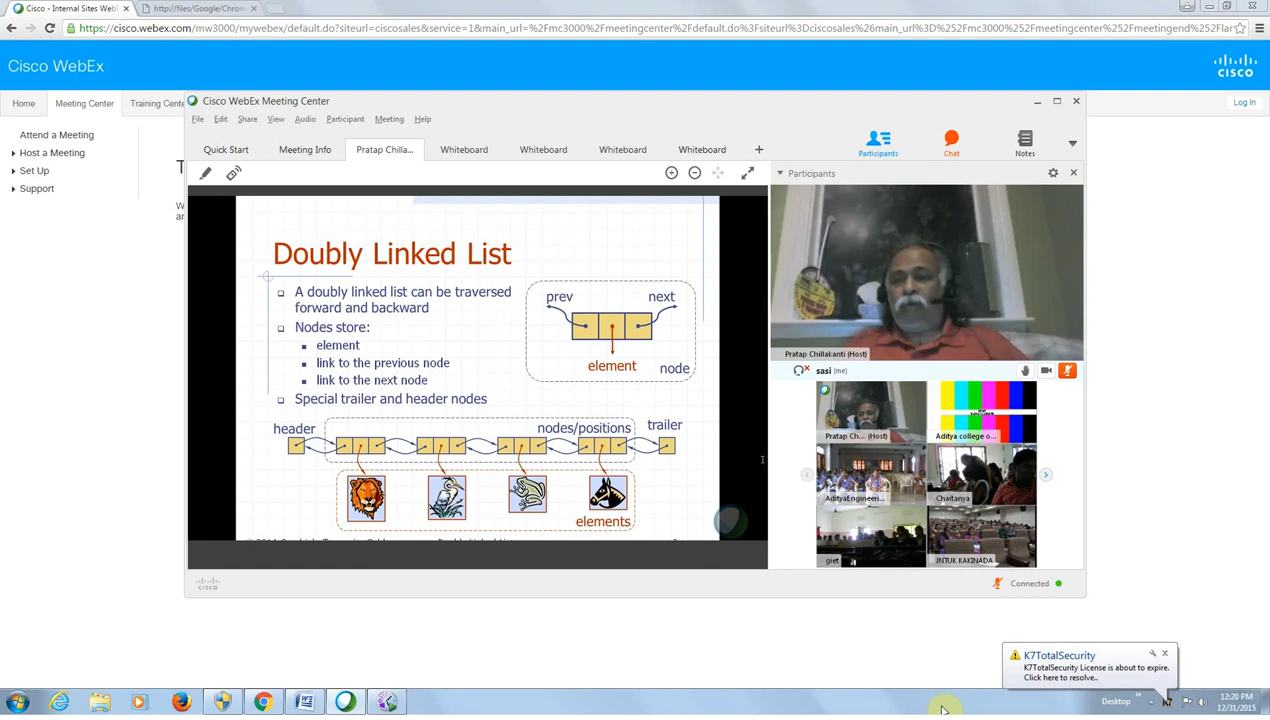 Cisco - Internal Sites Web
http://files/Google/Chrom
https://cisco.webex.com/mw3000/mywebex/default.do?siteurl=ciscosales&service=1&main_url=%2Fmc3000%2Fmeetingcenter%2Fdefault.do%3Fsiteurl%3Dciscosales%26main_url%3D%252Fmc3000%252Fmeetingcenter%252Fmeetingend%252Flar
Cisco WebEx
CISCO
Home
Meeting Center
Training Cente
Log In
Attend a Meeting
Host a Meeting
Set Up
Support
Cisco WebEx Meeting Center
File Edit Share View Audio Participant Meeting Help
Quick Start
Meeting Info
Pratap Chilla...
Whiteboard
Whiteboard
Whiteboard
Whiteboard
Participants
Chat
Notes
Participants
Doubly Linked List
A doubly linked list can be traversed
forward and backward
Nodes store:
element
link to the previous node
link to the next node
Special trailer and header nodes
prev
next
element
node
header
nodes/positions
trailer
elements
Pratap Chillakanti (Host)
sasi (me)
Pratap Ch... (Host)
Aditya college o...
AdityaEngineeri...
Chaitanya
giet
JNTUK KAKINADA
CISCO
Connected
K7TotalSecurity
K7TotalSecurity License is about to expire.
Click here to resolve..
Desktop
12:20 PM
12/31/2015